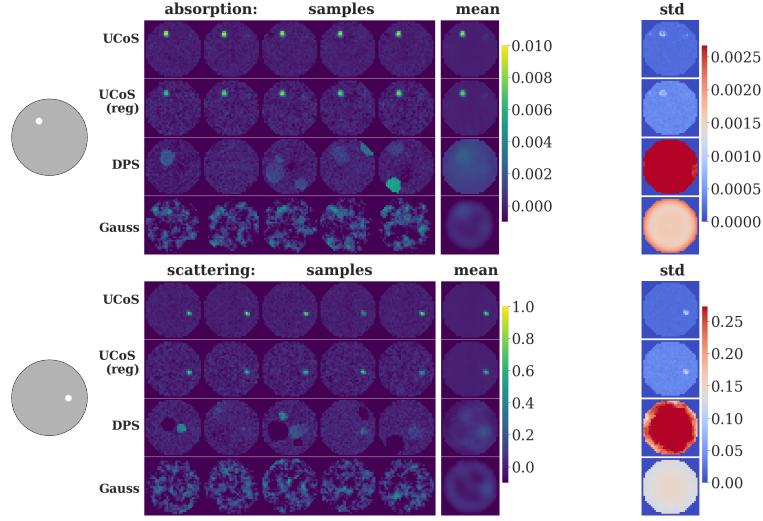 absorption: samples mean std
UCoS
UCoS
(reg)
DPS
Gauss
0.010
0.008
0.006
0.004
0.002
0.000
0.0025
0.0020
0.0015
0.0010
0.0005
0.0000
scattering: samples mean std
UCoS
UCoS
(reg)
DPS
Gauss
1.0
0.8
0.6
0.4
0.2
0.0
0.25
0.20
0.15
0.10
0.05
0.00